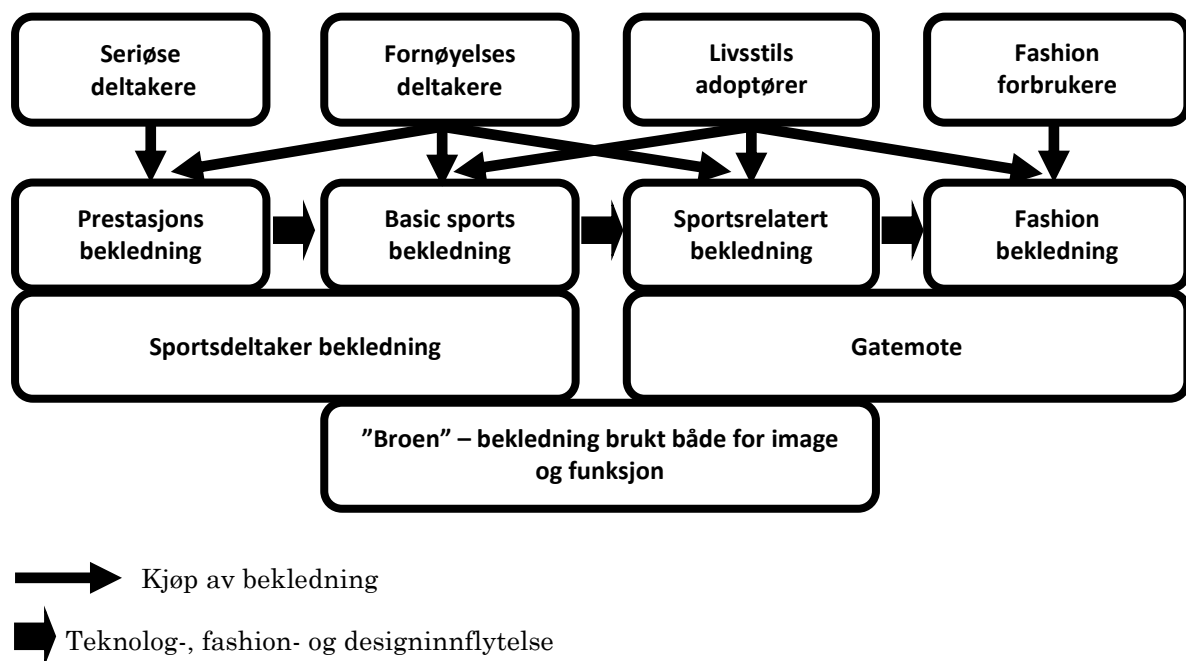 Seriøse
deltakere
Fornøyelses
deltakere
Livsstils
adoptører
Fashion
forbrukere
Prestasjons
bekledning
Basic sports
bekledning
Sportsrelatert
bekledning
Fashion
bekledning
Sportsdeltaker bekledning
Gatemote
”Broen” – bekledning brukt både for image
og funksjon
Kjøp av bekledning
Teknolog-, fashion- og designinnflytelse